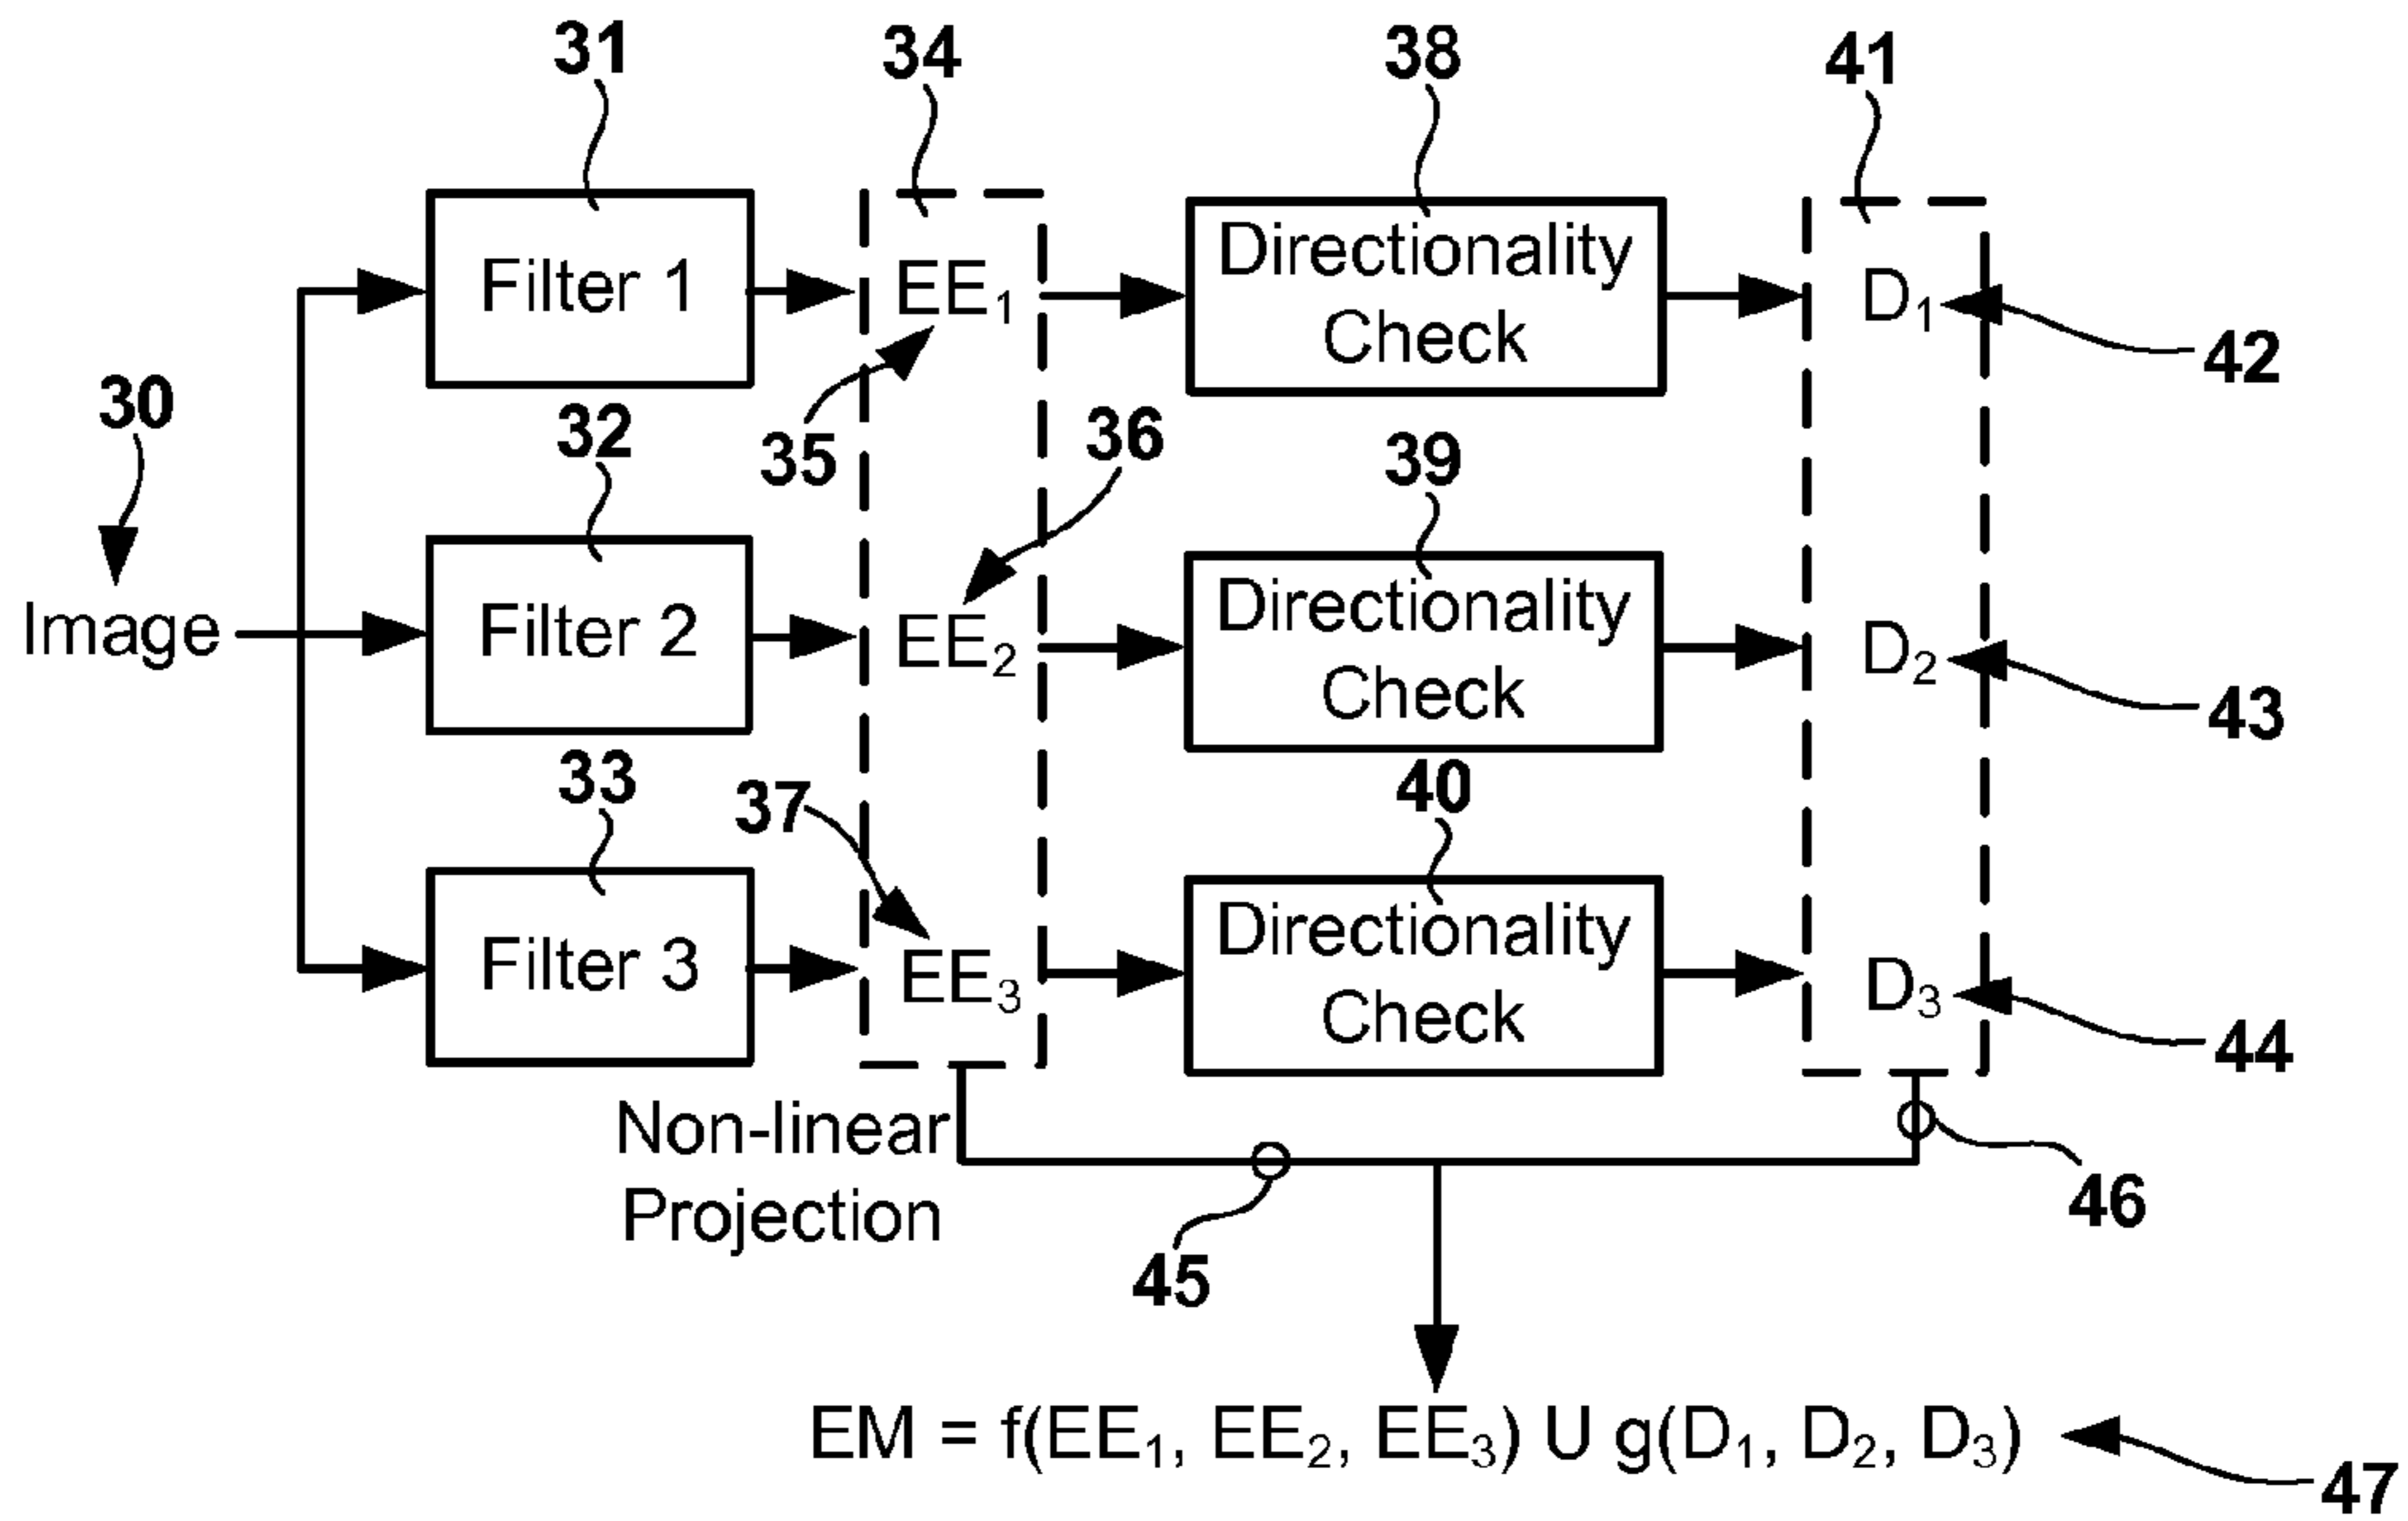 31
34
38
41
Filter 1
EE₁
Directionality
Check
D₁
42
30
32
35
36
39
Image
Filter 2
EE₂
Directionality
Check
D₂
43
33
37
40
Filter 3
EE₃
Directionality
Check
D₃
44
Non-linear
Projection
45
46
EM = f(EE₁, EE₂, EE₃) U g(D₁, D₂, D₃)
47